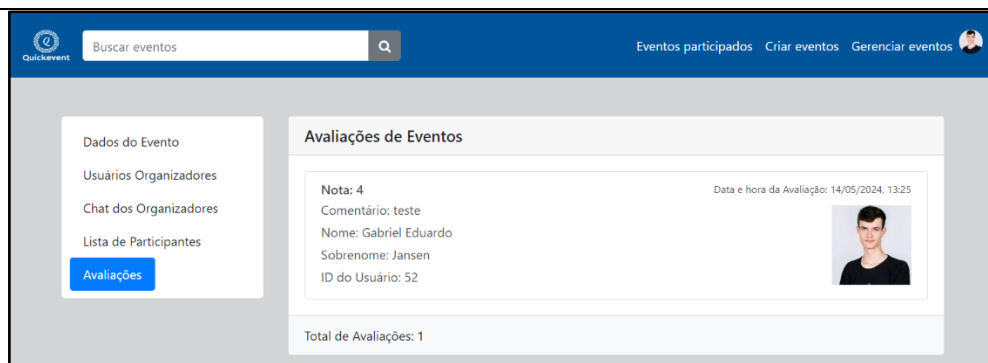 Quickevent
Buscar eventos
Eventos participados Criar eventos Gerenciar eventos
Dados do Evento
Usuários Organizadores
Chat dos Organizadores
Lista de Participantes
Avaliações
Avaliações de Eventos
Nota: 4
Data e hora da Avaliação: 14/05/2024, 13:25
Comentário: teste
Nome: Gabriel Eduardo
Sobrenome: Jansen
ID do Usuário: 52
Total de Avaliações: 1